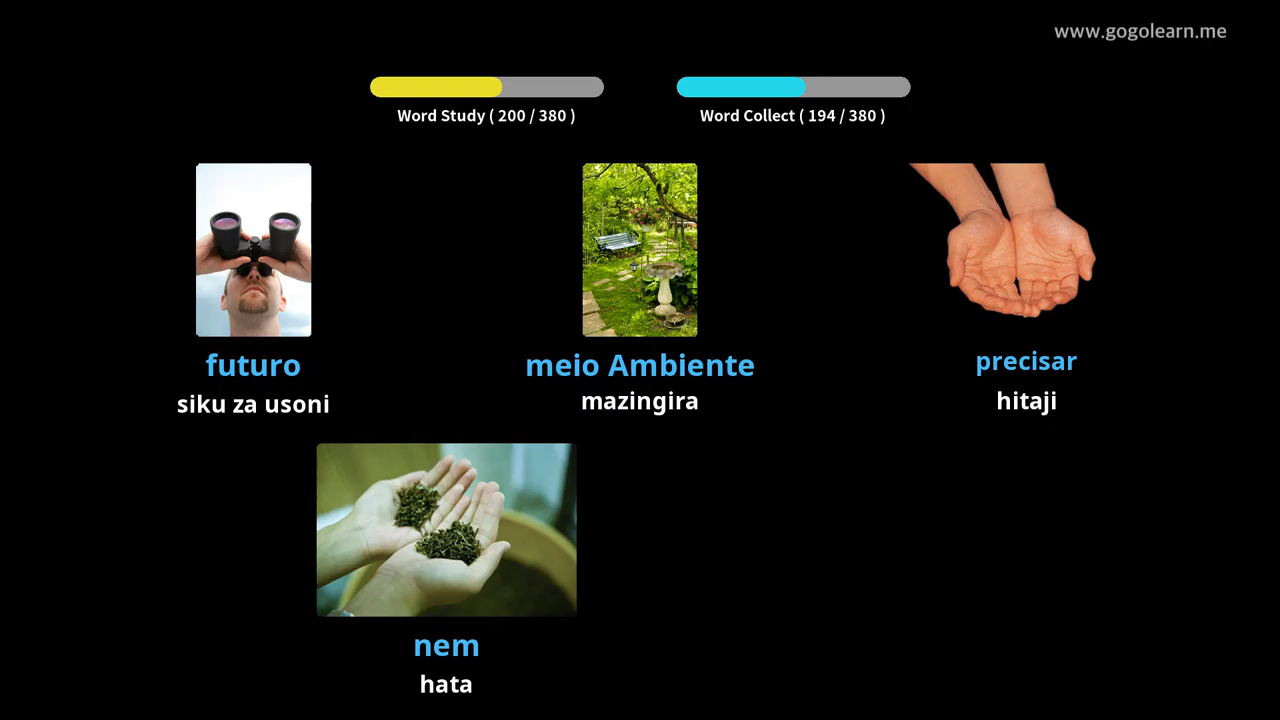 www.gogolearn.me
Word Study ( 200 / 380 )
Word Collect ( 194 / 380 )
futuro
siku za usoni
meio Ambiente
mazingira
precisar
hitaji
nem
hata